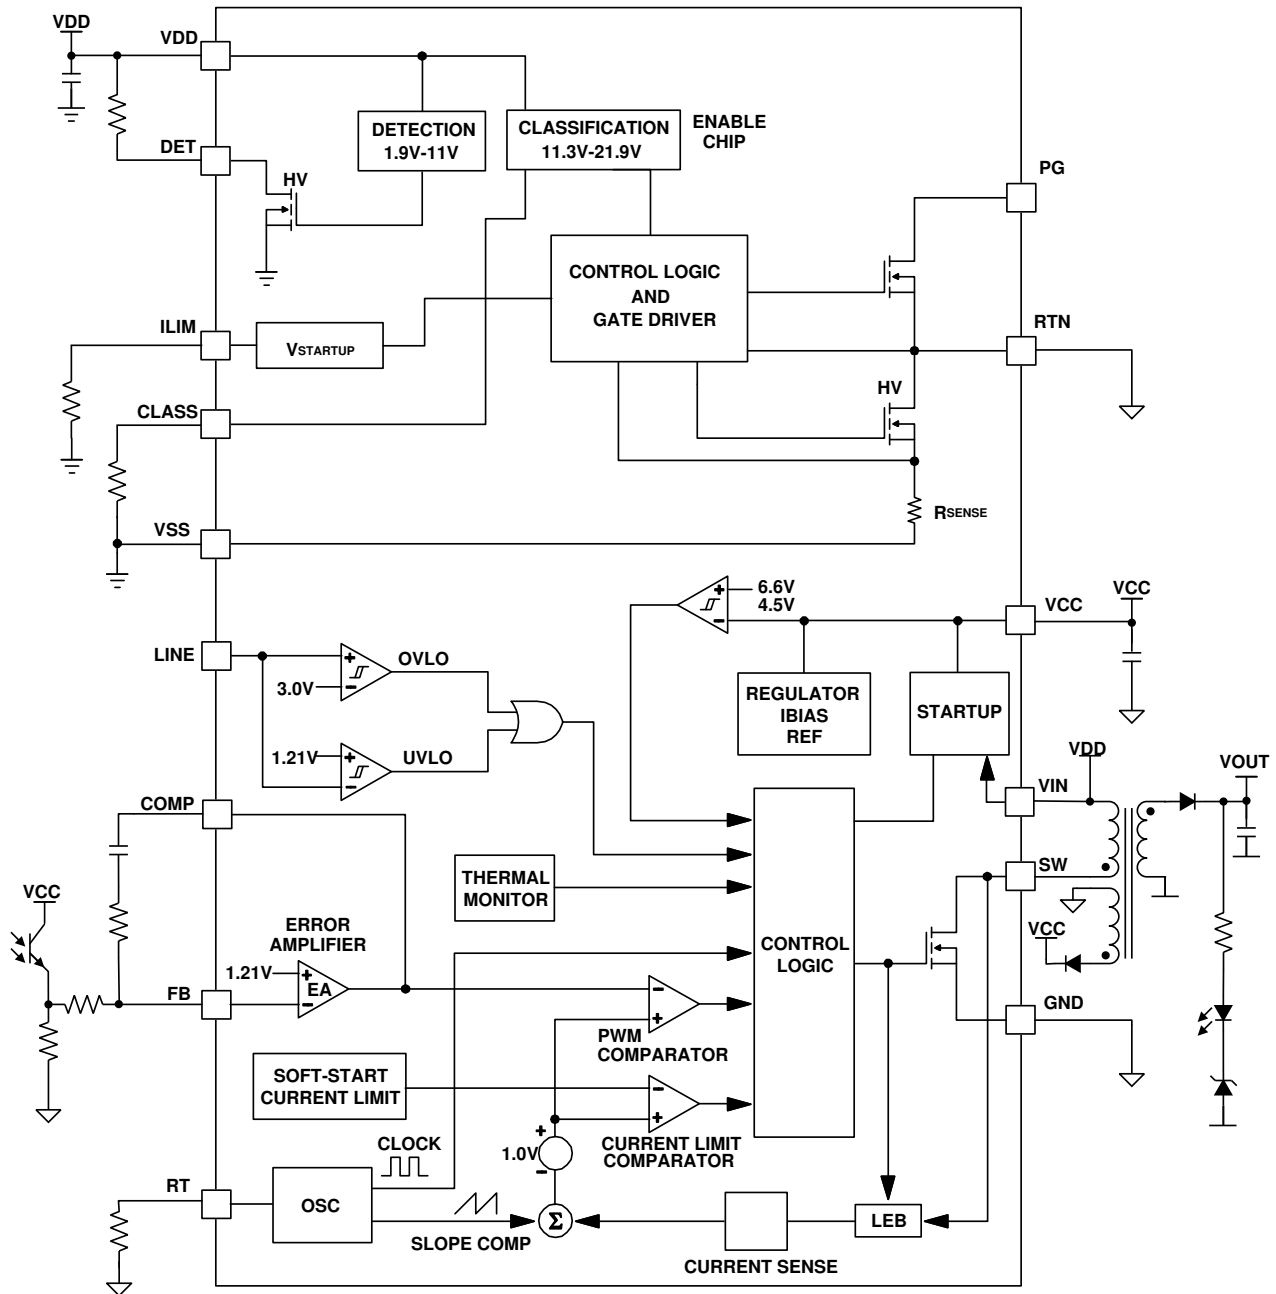 VDD
VDD
DETECTION
1.9V-11V
CLASSIFICATION
11.3V-21.9V
ENABLE
CHIP
DET
HV
PG
CONTROL LOGIC
AND
GATE DRIVER
ILIM
VSTARTUP
RTN
HV
CLASS
RSENSE
VSS
+
6.6V
4.5V
–
VCC
VCC
LINE
+
OVLO
3.0V
–
REGULATOR
IBIAS
REF
STARTUP
1.21V
+
UVLO
–
VDD
VOUT
COMP
VIN
THERMAL
MONITOR
SW
VCC
ERROR
AMPLIFIER
CONTROL
LOGIC
VCC
1.21V
+
EA
–
FB
–
+
PWM
COMPARATOR
GND
SOFT-START
CURRENT LIMIT
–
+
CURRENT LIMIT
COMPARATOR
+
1.0V
–
CLOCK
RT
OSC
SLOPE COMP
Σ
LEB
CURRENT SENSE